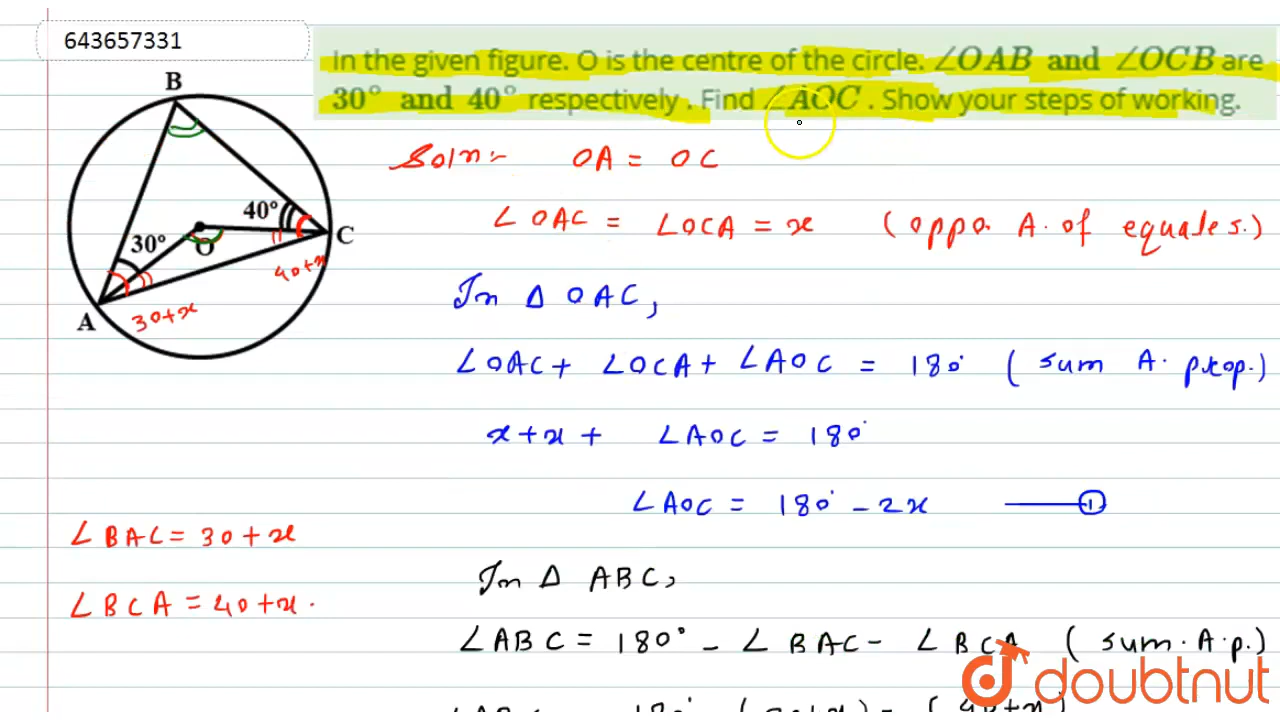 643657331
In the given figure. O is the centre of the circle. ∠OAB and ∠OCB are
30° and 40° respectively . Find ∠AOC . Show your steps of working.
B
40°
C
30°
O
A
40+x
30+x
Soln:- OA = OC
∠OAC = ∠OCA = x (oppo. A. of equal s.)
In Δ OAC,
∠OAC + ∠OCA + ∠AOC = 180° (sum A. prop.)
x + x + ∠AOC = 180°
∠AOC = 180° - 2x ——①
∠BAC = 30 + x
∠BCA = 40 + x .
In Δ ABC,
∠ABC = 180° - ∠BAC - ∠BCA (sum. A. p.)
doubtnut